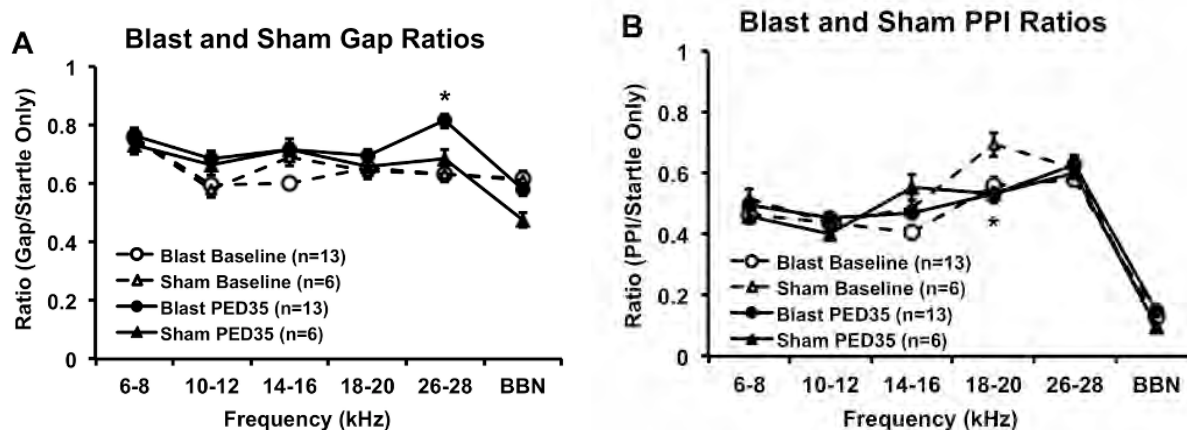 A
Blast and Sham Gap Ratios
Ratio (Gap/Startle Only)
1
0.8
0.6
0.4
0.2
0
*
Blast Baseline (n=13)
Sham Baseline (n=6)
Blast PED35 (n=13)
Sham PED35 (n=6)
6-8 10-12 14-16 18-20 26-28 BBN
Frequency (kHz)
B
Blast and Sham PPI Ratios
Ratio (PPI/Startle Only)
1
0.8
0.6
0.4
0.2
0
*
Blast Baseline (n=13)
Sham Baseline (n=6)
Blast PED35 (n=13)
Sham PED35 (n=6)
6-8 10-12 14-16 18-20 26-28 BBN
Frequency (kHz)